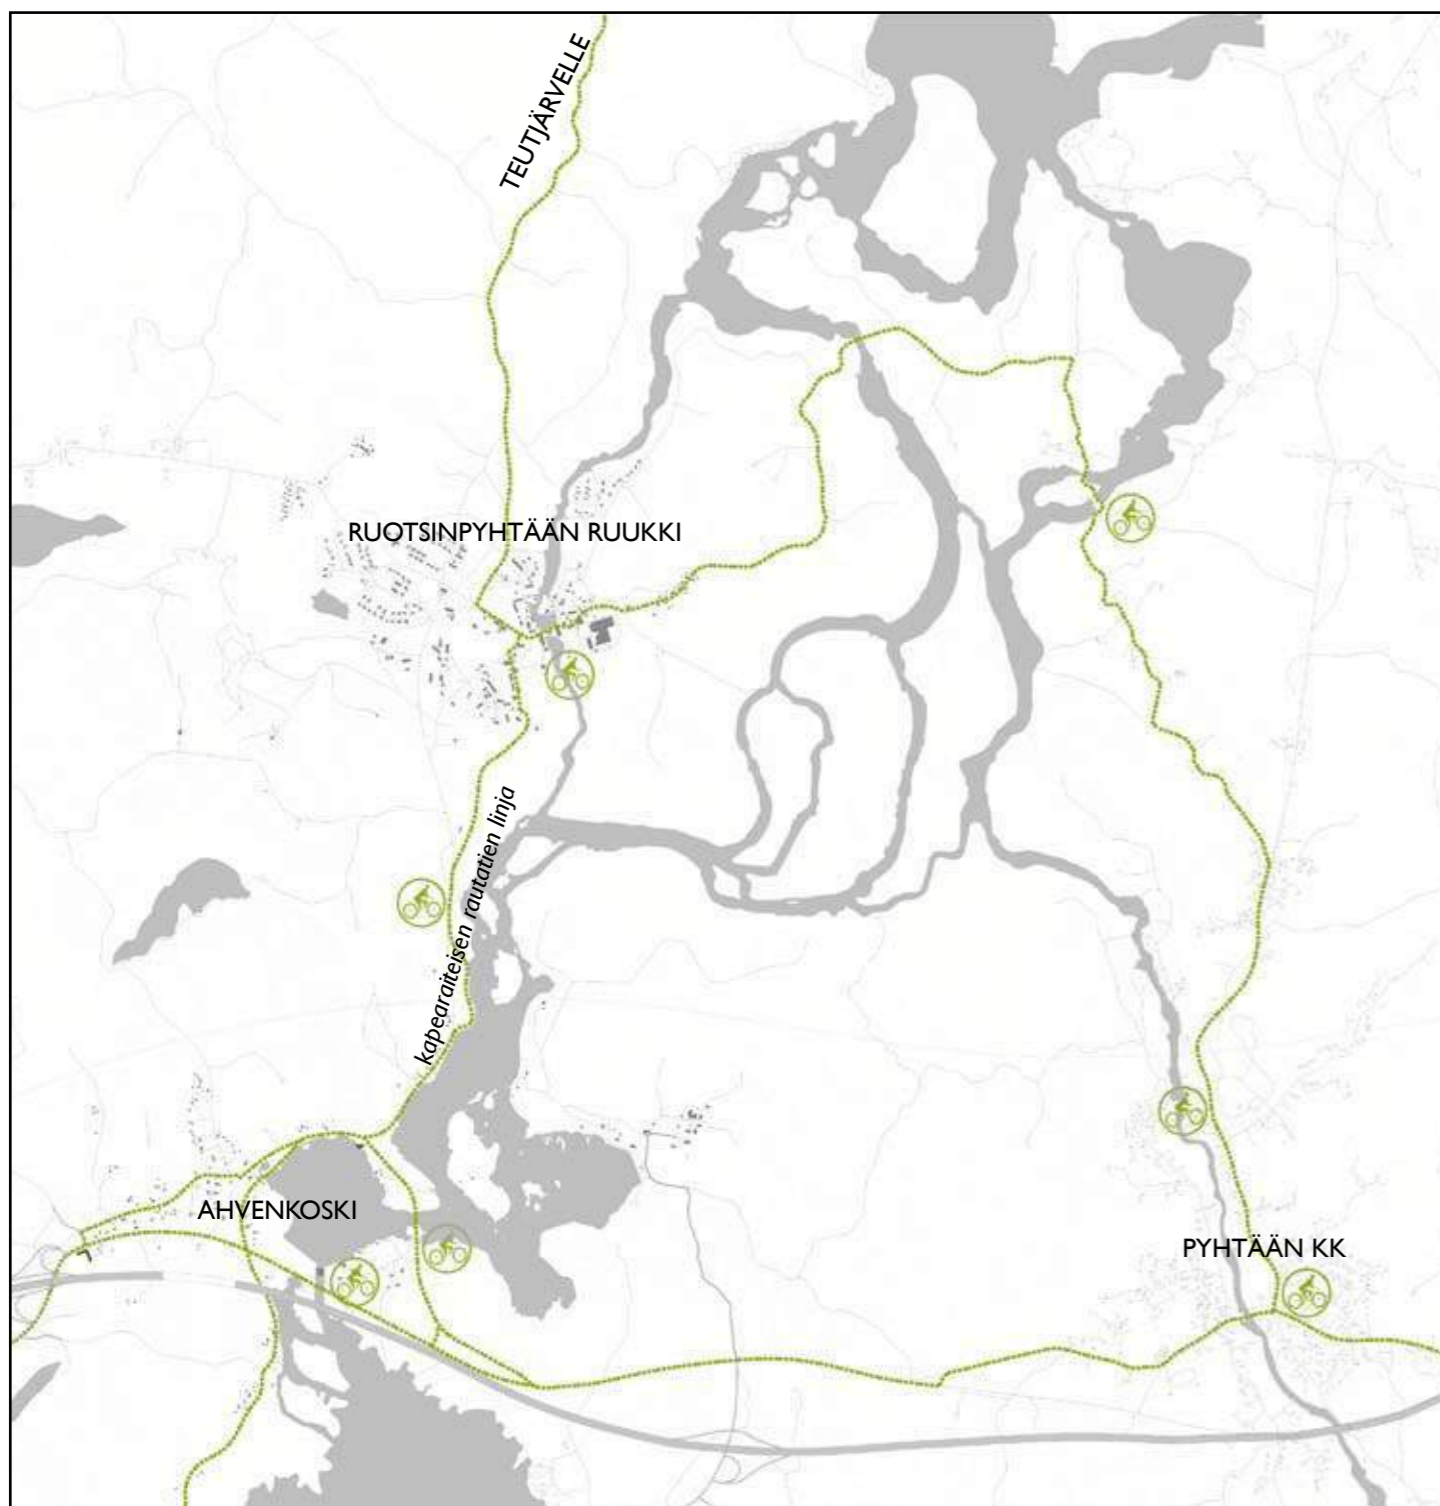 TEUTJÄRVELLE
RUOTSINPYHTÄÄN RUUKKI
kapearaiteisen rautatien linja
AHVENKOSKI
PYHTÄÄN KK